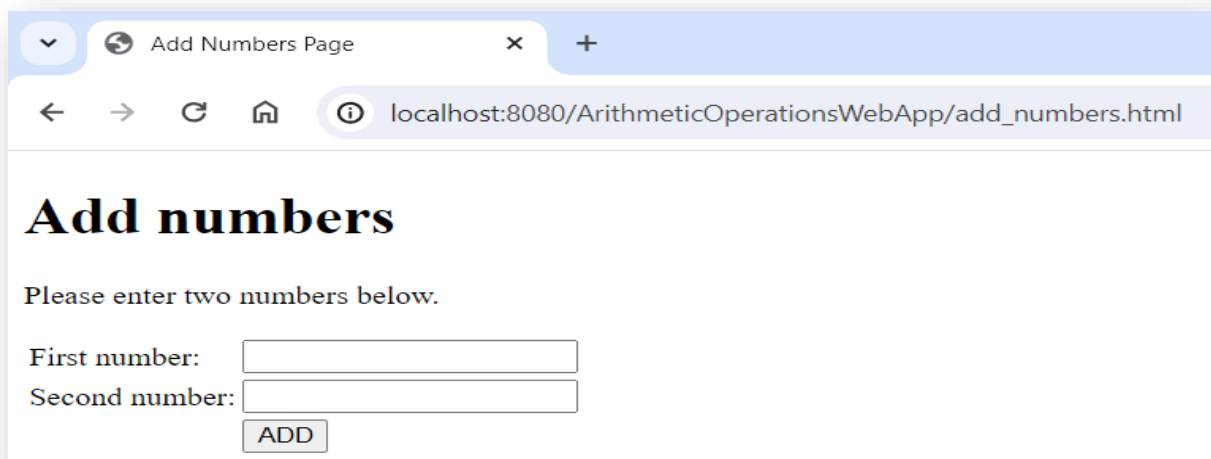 Add Numbers Page
localhost:8080/ArithmeticOperationsWebApp/add_numbers.html
Add numbers
Please enter two numbers below.
First number:
Second number:
ADD